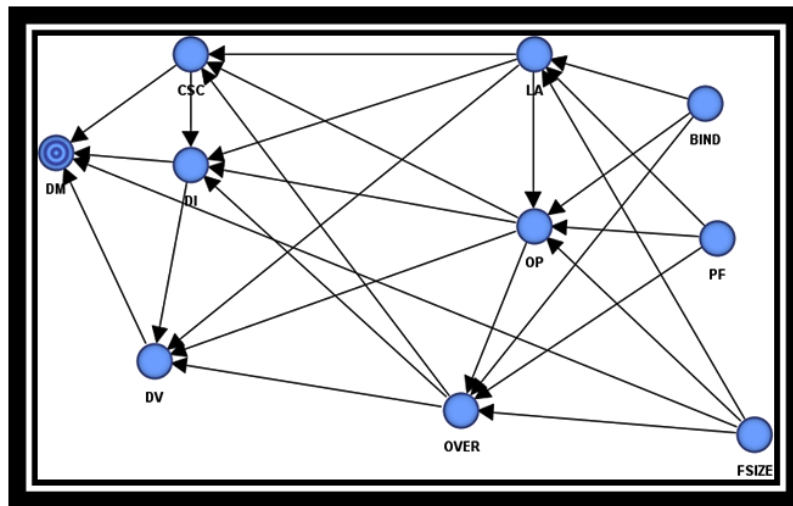 CSC
LA
BIND
DM
DI
OP
PF
DV
OVER
FSIZE